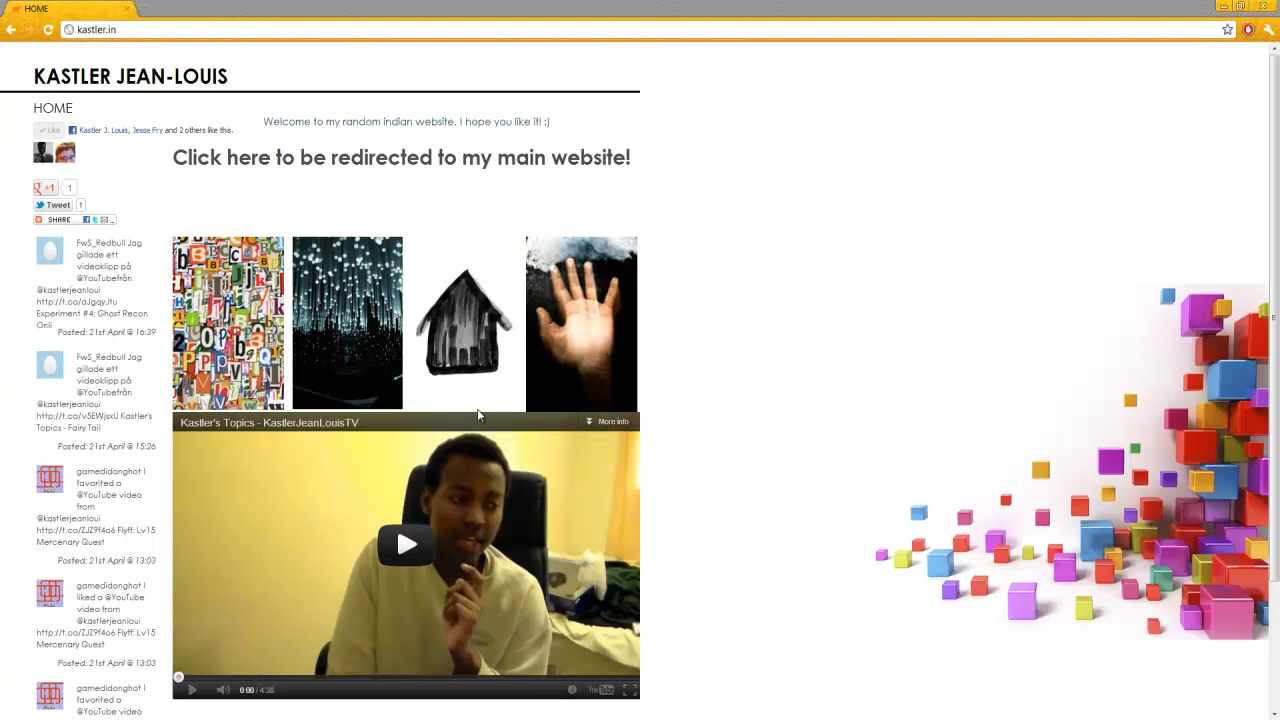 HOME
kastler.in
KASTLER JEAN-LOUIS
HOME
Like
Kastler J. Louis, Jesse Fry and 2 others like this.
Welcome to my random indian website, I hope you like it! :)
Click here to be redirected to my main website!
+1 1
Tweet 1
SHARE
FwS_Redbull Jag
gillade ett
videoklipp på
@YouTubefrån
@kastlerjeanloui
http://t.co/aJgqyJtu
Experiment #4: Ghost Recon
Onli
Posted: 21st April @ 16:39
FwS_Redbull Jag
gillade ett
videoklipp på
@YouTubefrån
@kastlerjeanloui
http://t.co/v5EWjsxU Kastler's
Topics - Fairy Tail
Posted: 21st April @ 15:26
gamedidonghot I
favorited a
@YouTube video
from
@kastlerjeanloui
http://t.co/ZJZ9f4o6 Flyff: Lv15
Mercenary Quest
Posted: 21st April @ 13:03
gamedidonghot I
liked a @YouTube
video from
@kastlerjeanloui
http://t.co/ZJZ9f4o6 Flyff: Lv15
Mercenary Quest
Posted: 21st April @ 13:03
gamedidonghot I
favorited a
@YouTube video
Kastler's Topics - KastlerJeanLouisTV
More info
0:00 / 4:38